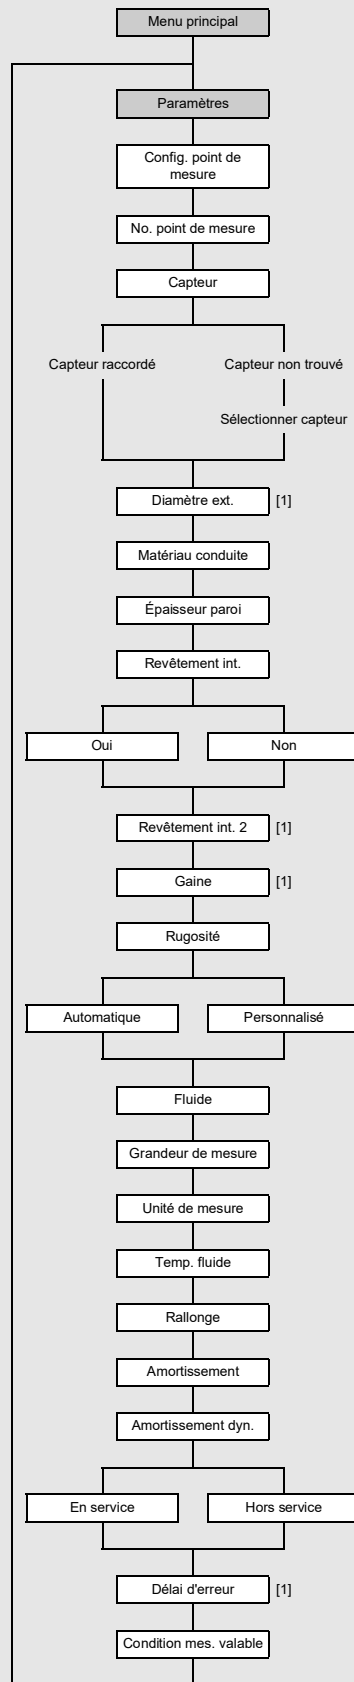 Menu principal
Paramètres
Config. point de
mesure
No. point de mesure
Capteur
Capteur raccordé
Capteur non trouvé
Sélectionner capteur
Diamètre ext. [1]
Matériau conduite
Épaisseur paroi
Revêtement int.
Oui
Non
Revêtement int. 2 [1]
Gaine [1]
Rugosité
Automatique
Personnalisé
Fluide
Grandeur de mesure
Unité de mesure
Temp. fluide
Rallonge
Amortissement
Amortissement dyn.
En service
Hors service
Délai d'erreur [1]
Condition mes. valable